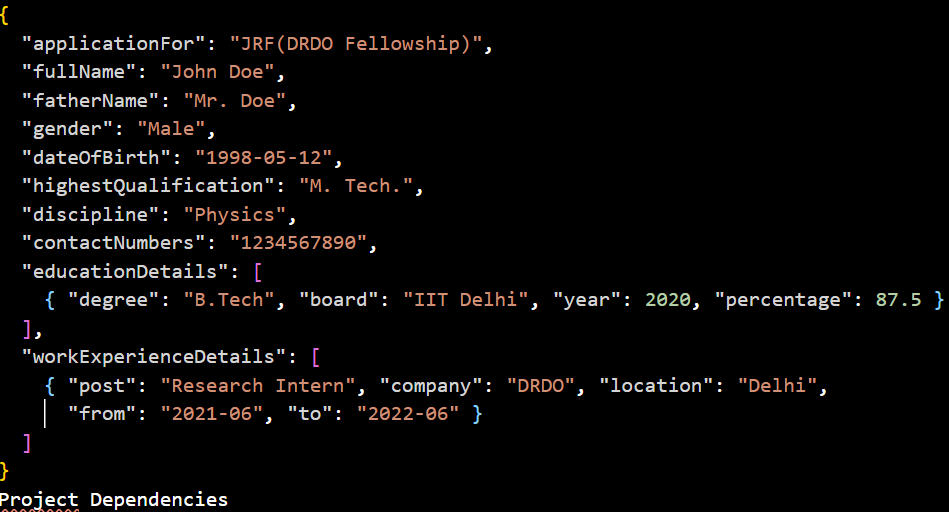 {
"applicationFor": "JRF(DRDO Fellowship)",
"fullName": "John Doe",
"fatherName": "Mr. Doe",
"gender": "Male",
"dateOfBirth": "1998-05-12",
"highestQualification": "M. Tech.",
"discipline": "Physics",
"contactNumbers": "1234567890",
"educationDetails": [
{ "degree": "B.Tech", "board": "IIT Delhi", "year": 2020, "percentage": 87.5 }
],
"workExperienceDetails": [
{ "post": "Research Intern", "company": "DRDO", "location": "Delhi",
"from": "2021-06", "to": "2022-06" }
]
}
Project Dependencies